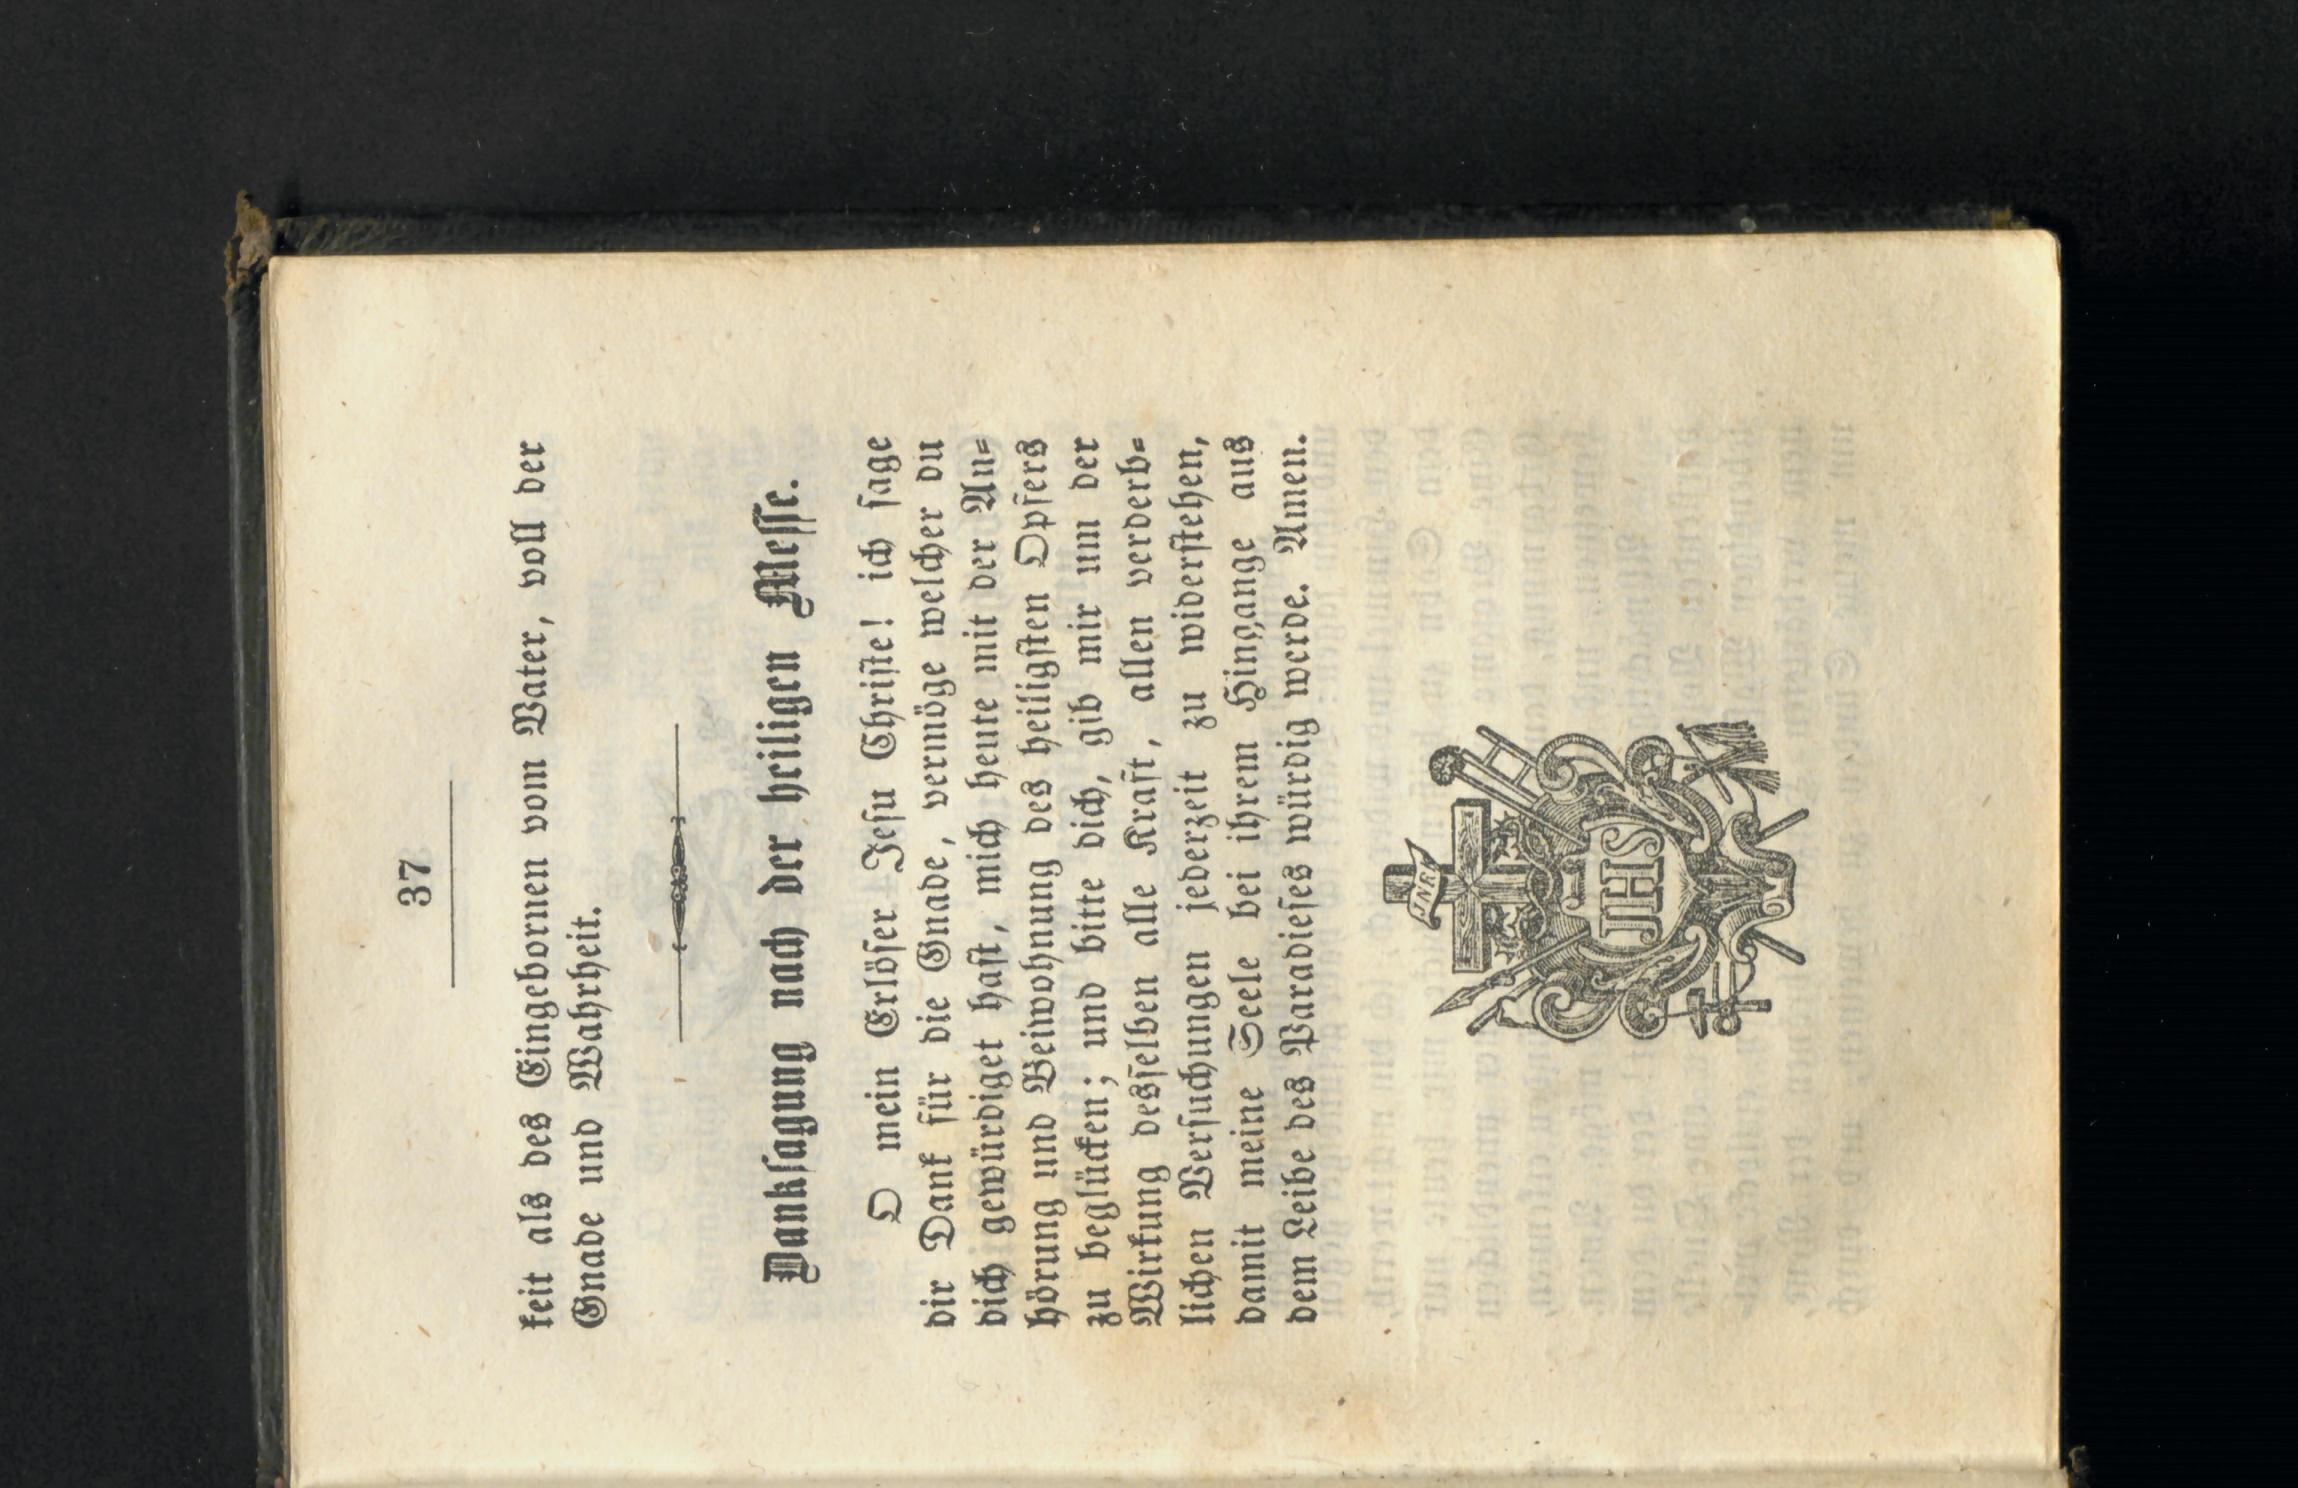 37
keit als des Eingebornen vom Vater, voll der
Gnade und Wahrheit.
Danksagung nach der heiligen Messe.
O mein Erlöser Jesu Christe! ich sage
dir Dank für die Gnade, vermöge welcher du
dich gewürdiget hast, mich heute mit der An=
hörung und Beiwohnung des heiligsten Opfers
zu beglücken; und bitte dich, gib mir um der
Wirkung desselben alle Kraft, allen verderb=
lichen Versuchungen jederzeit zu widerstehen,
damit meine Seele bei ihrem Hingange aus
dem Leibe des Paradieses würdig werde. Amen.
JNRI
JHS